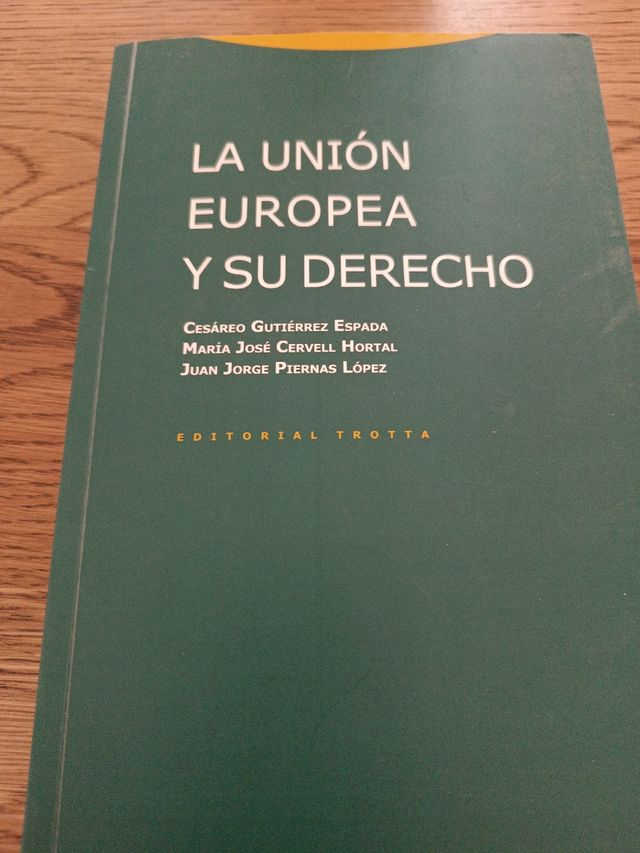 LA UNIÓN
EUROPEA
Y SU DERECHO
CESÁREO GUTIÉRREZ ESPADA
MARÍA JOSÉ CERVELL HORTAL
JUAN JORGE PIERNAS LÓPEZ
EDITORIAL TROTTA